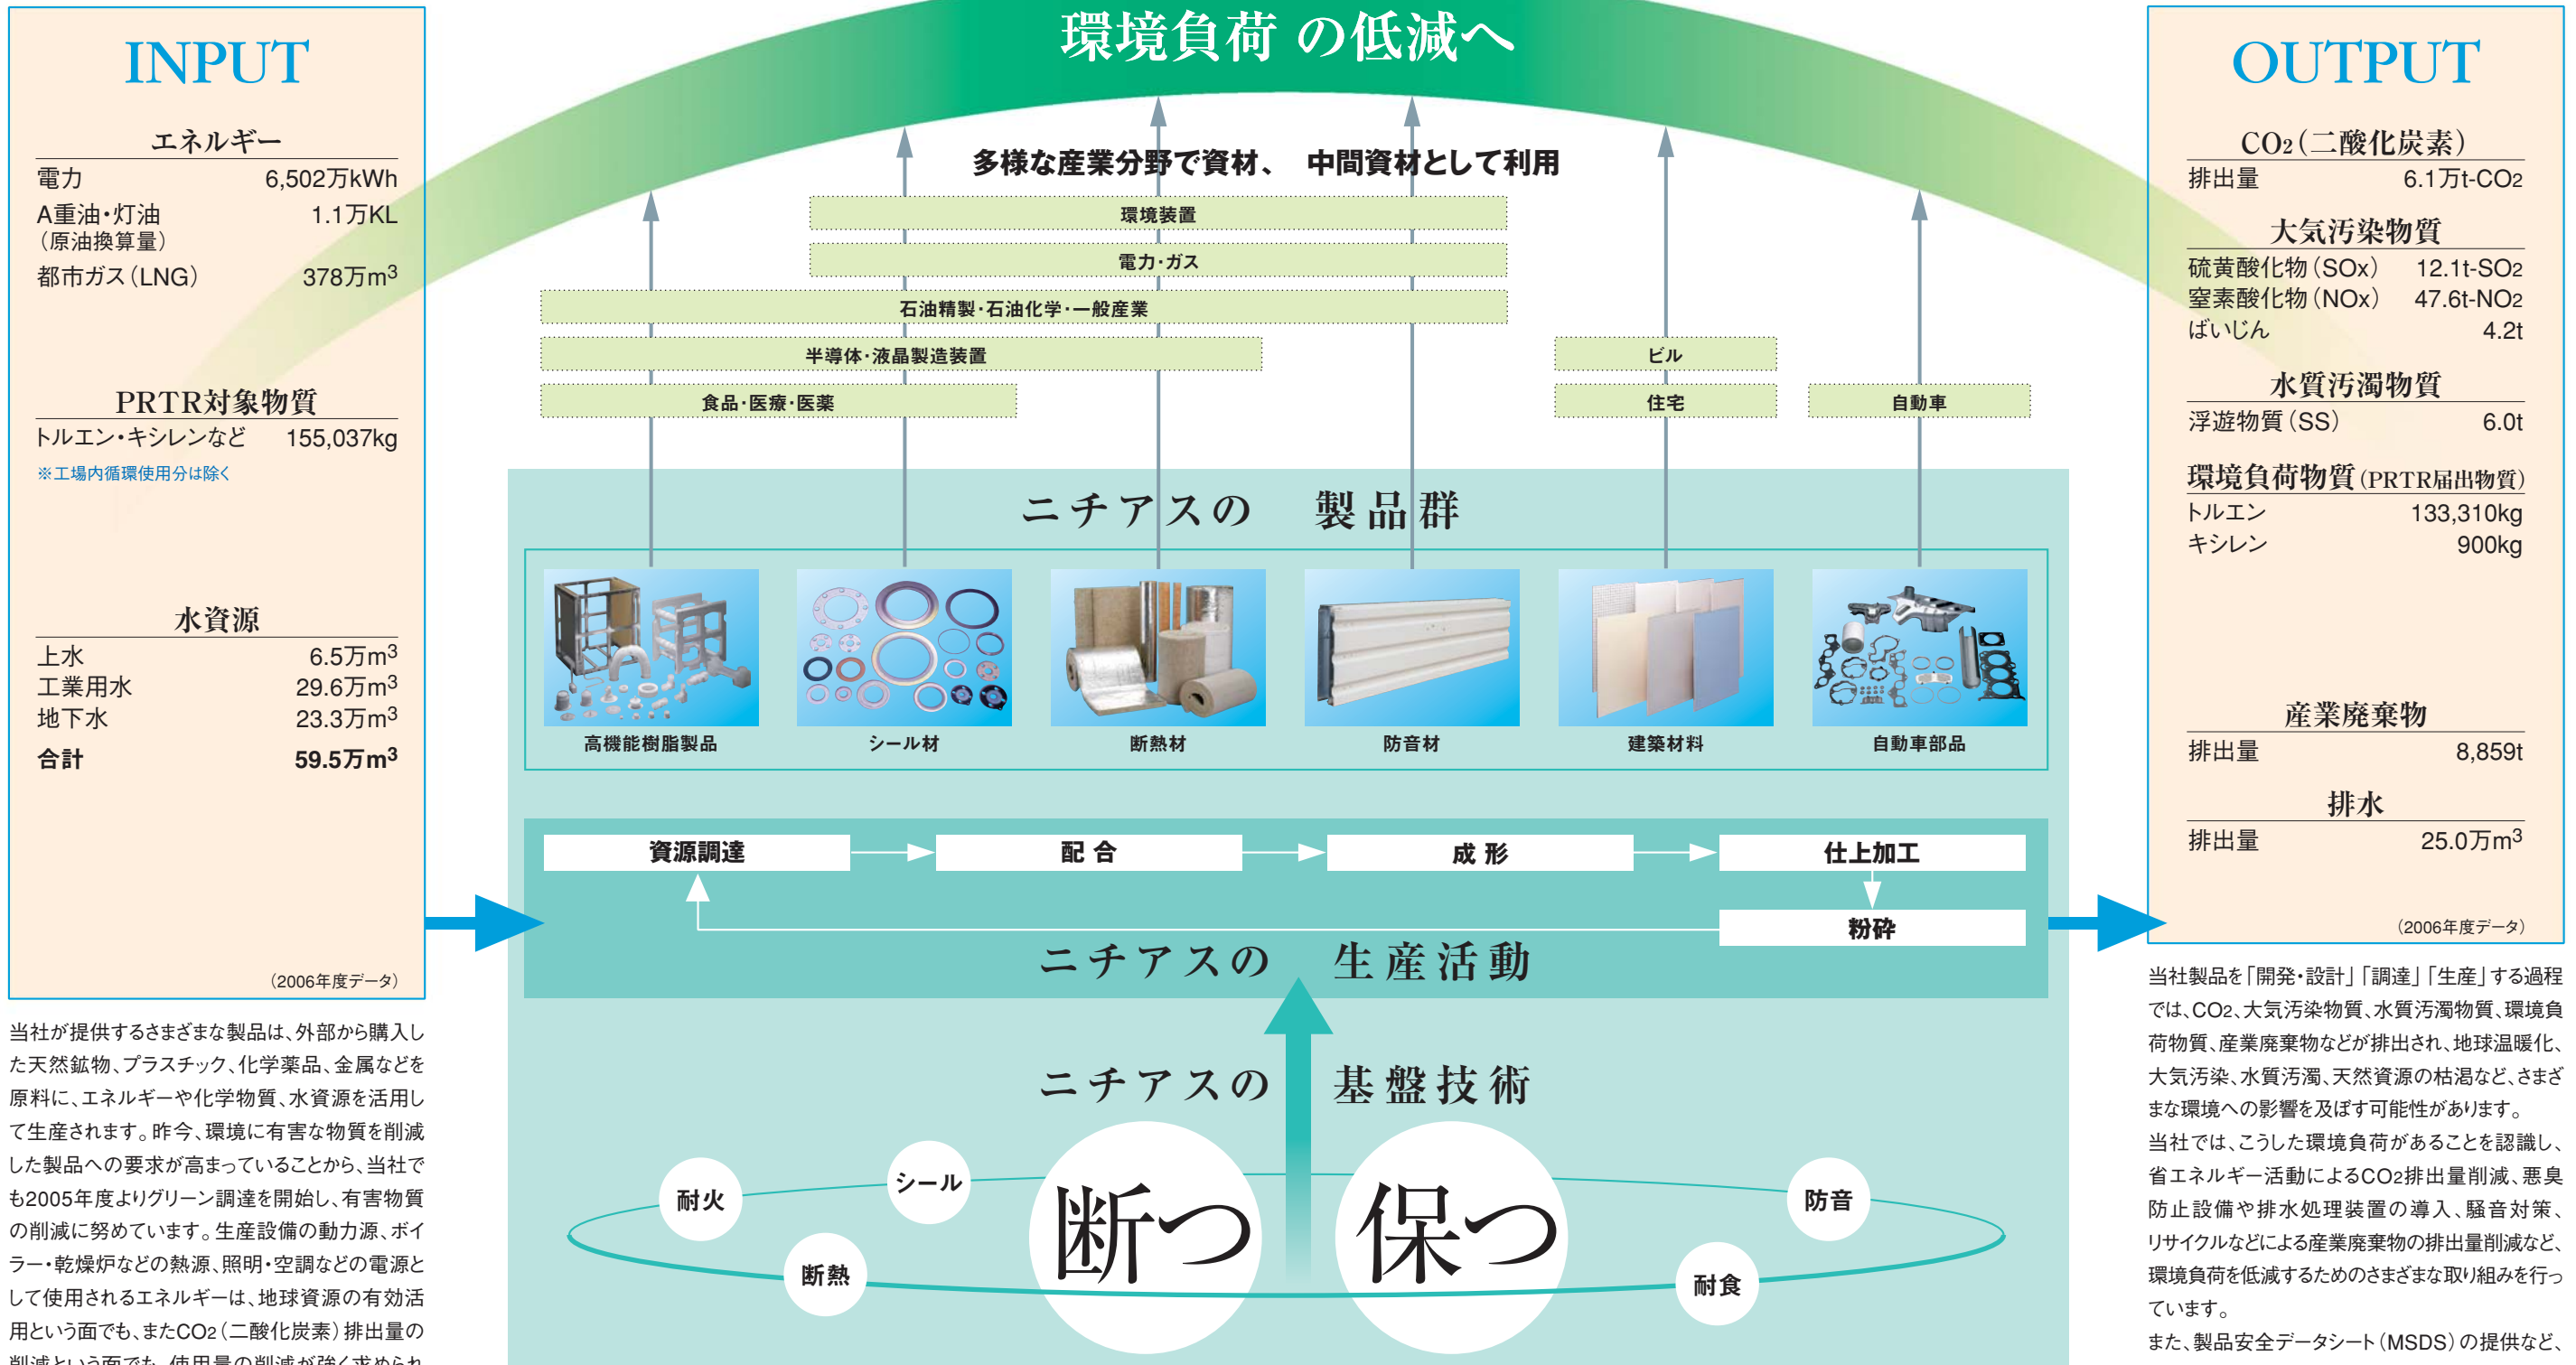 INPUT
エネルギー
電力 6,502万kWh
A重油・灯油 1.1万KL
（原油換算量）
都市ガス（LNG） 378万m3
PRTR対象物質
トルエン・キシレンなど 155,037kg
※工場内循環使用分は除く
水資源
上水 6.5万m3
工業用水 29.6万m3
地下水 23.3万m3
合計 59.5万m3
（2006年度データ）
当社が提供するさまざまな製品は、外部から購入し
た天然鉱物、プラスチック、化学薬品、金属などを
原料に、エネルギーや化学物質、水資源を活用し
て生産されます。昨今、環境に有害な物質を削減
した製品への要求が高まっていることから、当社で
も2005年度よりグリーン調達を開始し、有害物質
の削減に努めています。生産設備の動力源、ボイ
ラー・乾燥炉などの熱源、照明・空調などの電源と
して使用されるエネルギーは、地球資源の有効活
用という面でも、またCO2（二酸化炭素）排出量の
削減という面でも、使用量の削減が強く求められ
環境負荷 の低減へ
多様な産業分野で資材、 中間資材として利用
環境装置
電力・ガス
石油精製・石油化学・一般産業
半導体・液晶製造装置
ビル
食品・医療・医薬
住宅
自動車
ニチアスの 製品群
高機能樹脂製品
シール材
断熱材
防音材
建築材料
自動車部品
資源調達
配 合
成 形
仕上加工
粉砕
ニチアスの 生産活動
ニチアスの 基盤技術
耐火
シール
断熱
断つ
保つ
防音
耐食
OUTPUT
CO2（二酸化炭素）
排出量 6.1万t-CO2
大気汚染物質
硫黄酸化物（SOx） 12.1t-SO2
窒素酸化物（NOx） 47.6t-NO2
ばいじん 4.2t
水質汚濁物質
浮遊物質（SS） 6.0t
環境負荷物質（PRTR届出物質）
トルエン 133,310kg
キシレン 900kg
産業廃棄物
排出量 8,859t
排水
排出量 25.0万m3
（2006年度データ）
当社製品を「開発・設計」「調達」「生産」する過程
では、CO2、大気汚染物質、水質汚濁物質、環境負
荷物質、産業廃棄物などが排出され、地球温暖化、
大気汚染、水質汚濁、天然資源の枯渇など、さまざ
まな環境への影響を及ぼす可能性があります。
当社では、こうした環境負荷があることを認識し、
省エネルギー活動によるCO2排出量削減、悪臭
防止設備や排水処理装置の導入、騒音対策、
リサイクルなどによる産業廃棄物の排出量削減など、
環境負荷を低減するためのさまざまな取り組みを行っ
ています。
また、製品安全データシート（MSDS）の提供など、